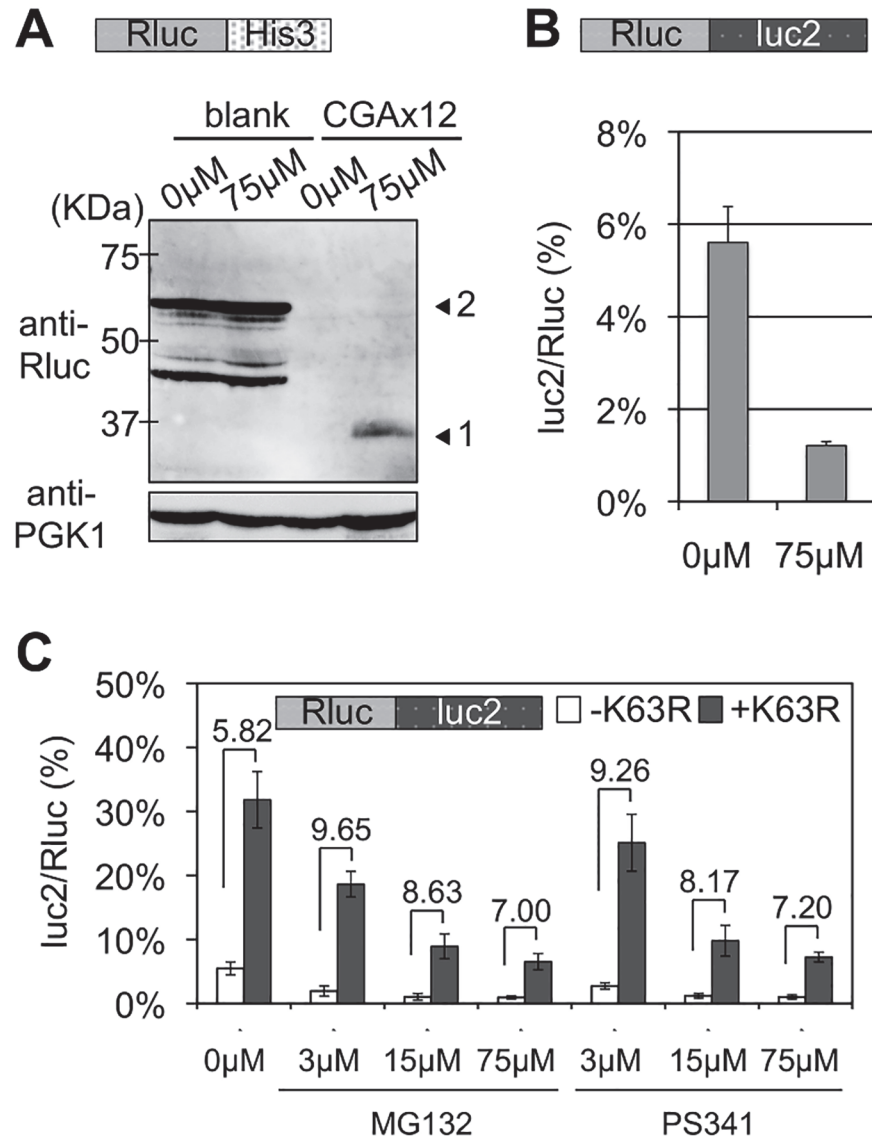 A
Rluc His3
blank CGAx12
0µM 75µM 0µM 75µM
(KDa)
75
50
37
anti-
Rluc
◄2
◄1
anti-
PGK1
B
Rluc luc2
luc2/Rluc (%)
8%
6%
4%
2%
0%
0µM 75µM
C
luc2/Rluc (%)
50%
40%
30%
20%
10%
0%
Rluc luc2 -K63R +K63R
5.82
9.65
8.63
7.00
9.26
8.17
7.20
0µM 3µM 15µM 75µM 3µM 15µM 75µM
MG132 PS341